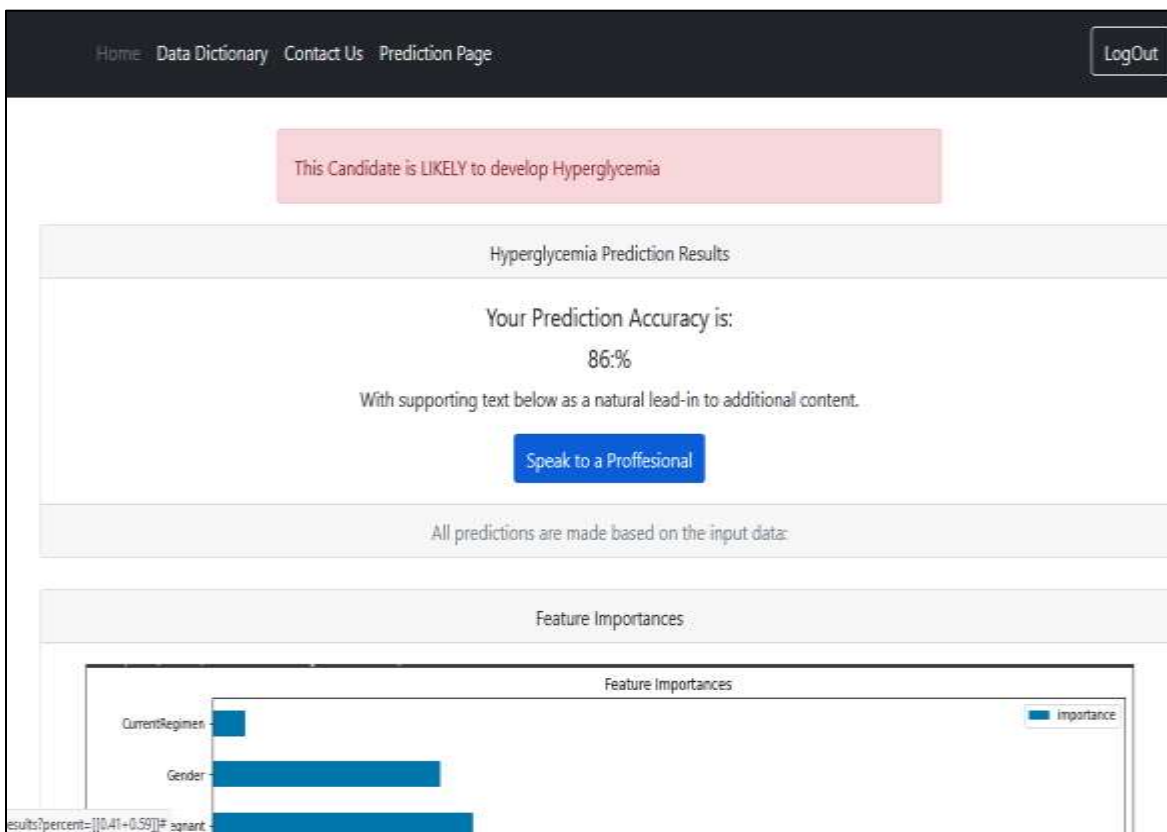 Home Data Dictionary Contact Us Prediction Page LogOut
This Candidate is LIKELY to develop Hyperglycemia
Hyperglycemia Prediction Results
Your Prediction Accuracy is:
86:%
With supporting text below as a natural lead-in to additional content.
Speak to a Proffesional
All predictions are made based on the input data:
Feature Importances
Feature Importances
importance
CurrentRegimen
Gender
esults?percent=[[0.41+0.59]]# egnant